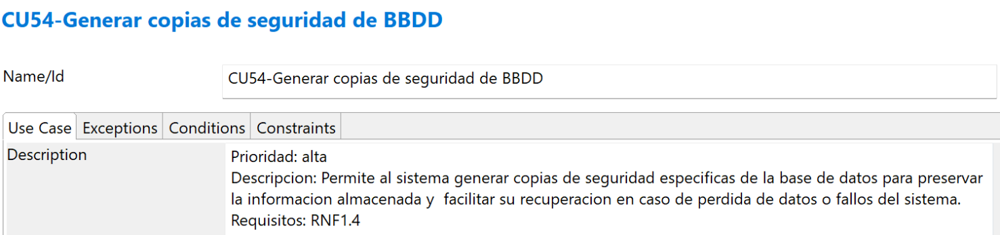 CU54-Generar copias de seguridad de BBDD
Name/Id
CU54-Generar copias de seguridad de BBDD
Use Case Exceptions Conditions Constraints
Description
Prioridad: alta
Descripcion: Permite al sistema generar copias de seguridad especificas de la base de datos para preservar
la informacion almacenada y  facilitar su recuperacion en caso de perdida de datos o fallos del sistema.
Requisitos: RNF1.4